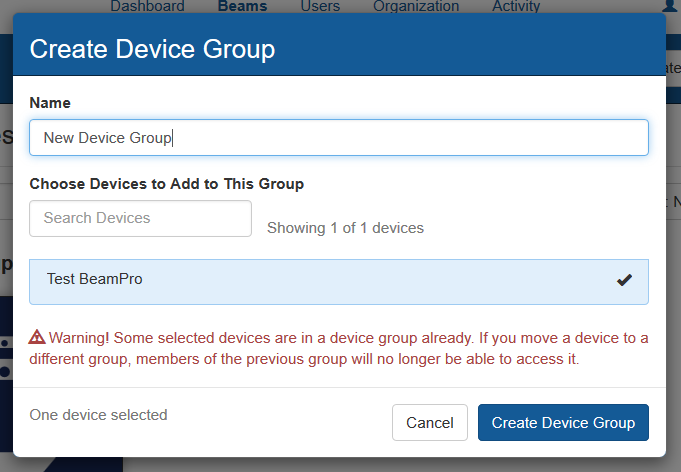 Dashboard Beams Users Organization Activity
Create Device Group
Name
New Device Group
Choose Devices to Add to This Group
Search Devices
Showing 1 of 1 devices
Test BeamPro
Warning! Some selected devices are in a device group already. If you move a device to a
different group, members of the previous group will no longer be able to access it.
One device selected
Cancel
Create Device Group